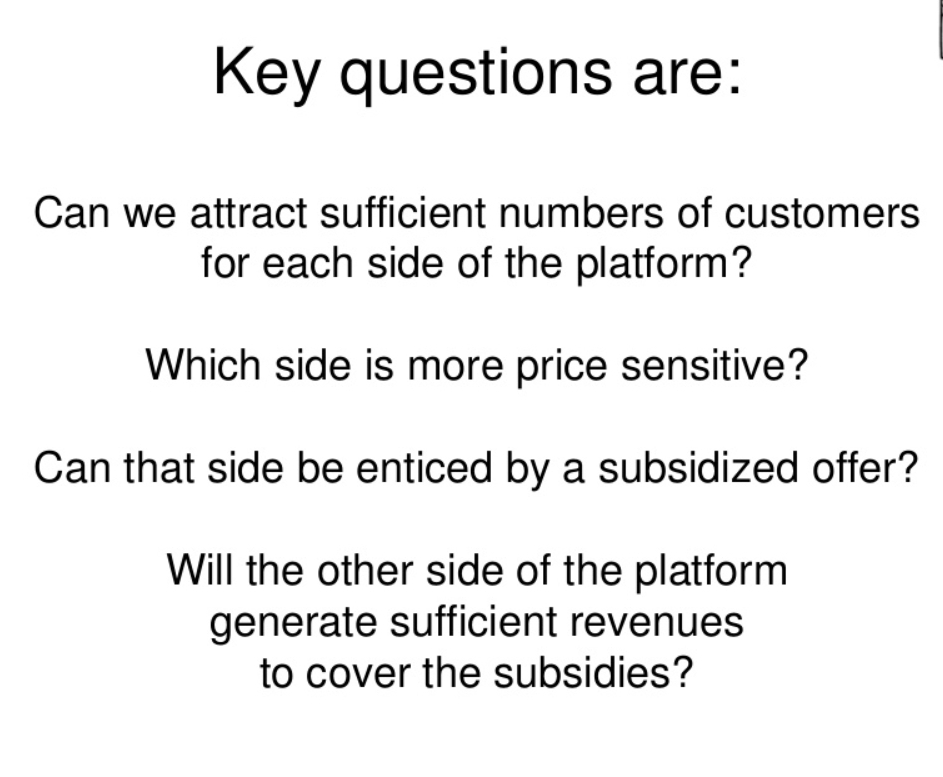 Key questions are:
Can we attract sufficient numbers of customers
for each side of the platform?
Which side is more price sensitive?
Can that side be enticed by a subsidized offer?
Will the other side of the platform
generate sufficient revenues
to cover the subsidies?